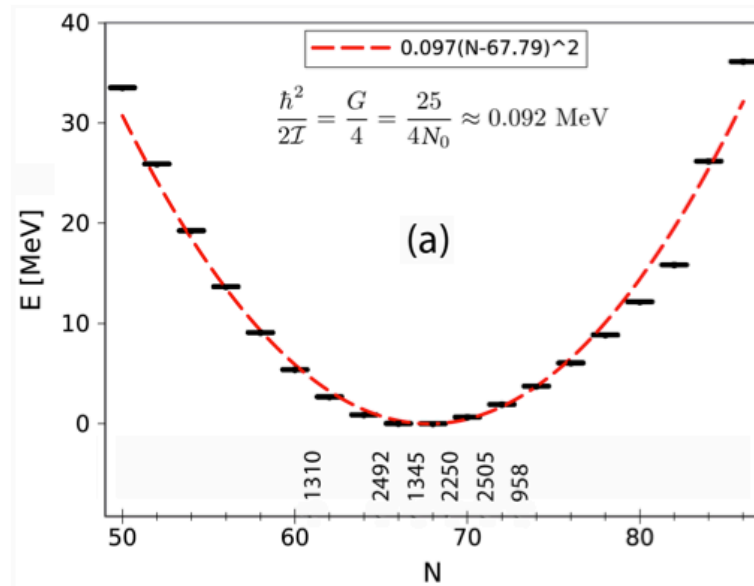 0.097(N-67.79)^2
ℏ²/2ℐ = G/4 = 25/4N₀ ≈ 0.092 MeV
(a)
E [MeV]
40
30
20
10
0
1310 2492 1345 2250 2505 958
50 60 70 80
N